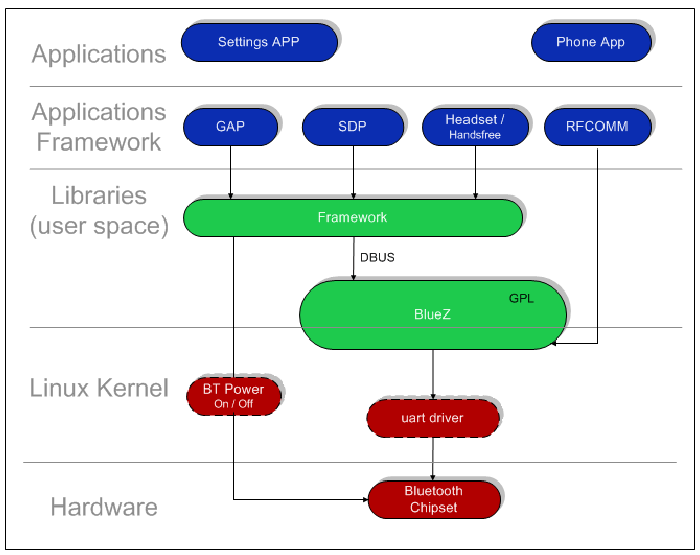 Applications
Settings APP
Phone App
Applications
Framework
GAP
SDP
Headset /
Handsfree
RFCOMM
Libraries
(user space)
Framework
DBUS
GPL
BlueZ
Linux Kernel
BT Power
On / Off
uart driver
Hardware
Bluetooth
Chipset